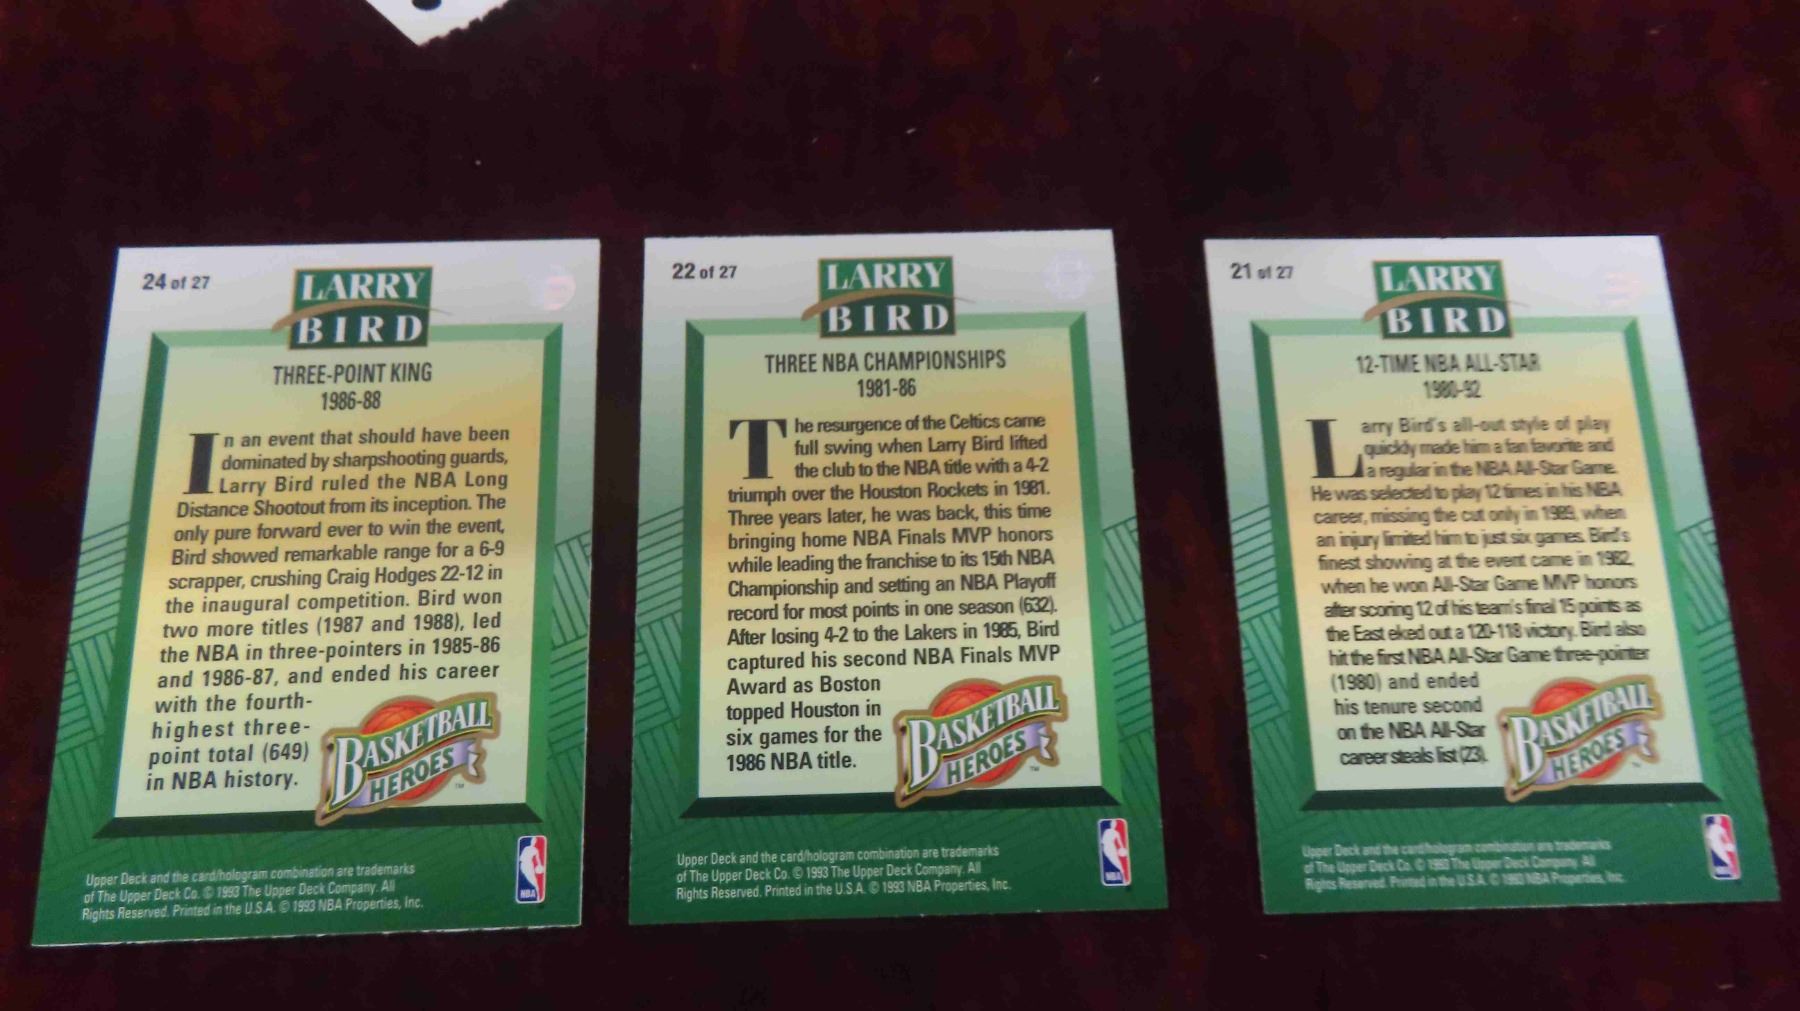 24 of 27
LARRY
BIRD
THREE-POINT KING
1986-88
In an event that should have been
dominated by sharpshooting guards,
Larry Bird ruled the NBA Long
Distance Shootout from its inception. The
only pure forward ever to win the event,
Bird showed remarkable range for a 6-9
scrapper, crushing Craig Hodges 22-12 in
the inaugural competition. Bird won
two more titles (1987 and 1988), led
the NBA in three-pointers in 1985-86
and 1986-87, and ended his career
with the fourth-
highest three-
point total (649)
in NBA history.
BASKETBALL
HEROES
TM
Upper Deck and the card/hologram combination are trademarks
of The Upper Deck Co. © 1993 The Upper Deck Company. All
Rights Reserved. Printed in the U.S.A. © 1993 NBA Properties, Inc.
NBA
22 of 27
LARRY
BIRD
THREE NBA CHAMPIONSHIPS
1981-86
The resurgence of the Celtics came
full swing when Larry Bird lifted
the club to the NBA title with a 4-2
triumph over the Houston Rockets in 1981.
Three years later, he was back, this time
bringing home NBA Finals MVP honors
while leading the franchise to its 15th NBA
Championship and setting an NBA Playoff
record for most points in one season (632).
After losing 4-2 to the Lakers in 1985, Bird
captured his second NBA Finals MVP
Award as Boston
topped Houston in
six games for the
1986 NBA title.
BASKETBALL
HEROES
TM
Upper Deck and the card/hologram combination are trademarks
of The Upper Deck Co. © 1993 The Upper Deck Company. All
Rights Reserved. Printed in the U.S.A. © 1993 NBA Properties, Inc.
NBA
21 of 27
LARRY
BIRD
12-TIME NBA ALL-STAR
1980-92
Larry Bird's all-out style of play
quickly made him a fan favorite and
a regular in the NBA All-Star Game.
He was selected to play 12 times in his NBA
career, missing the cut only in 1989, when
an injury limited him to just six games. Bird's
finest showing at the event came in 1982,
when he won All-Star Game MVP honors
after scoring 12 of his team's final 15 points as
the East eked out a 120-118 victory. Bird also
hit the first NBA All-Star Game three-pointer
(1980) and ended
his tenure second
on the NBA All-Star
career steals list (23).
BASKETBALL
HEROES
TM
Upper Deck and the card/hologram combination are trademarks
of The Upper Deck Co. © 1993 The Upper Deck Company. All
Rights Reserved. Printed in the U.S.A. © 1993 NBA Properties, Inc.
NBA